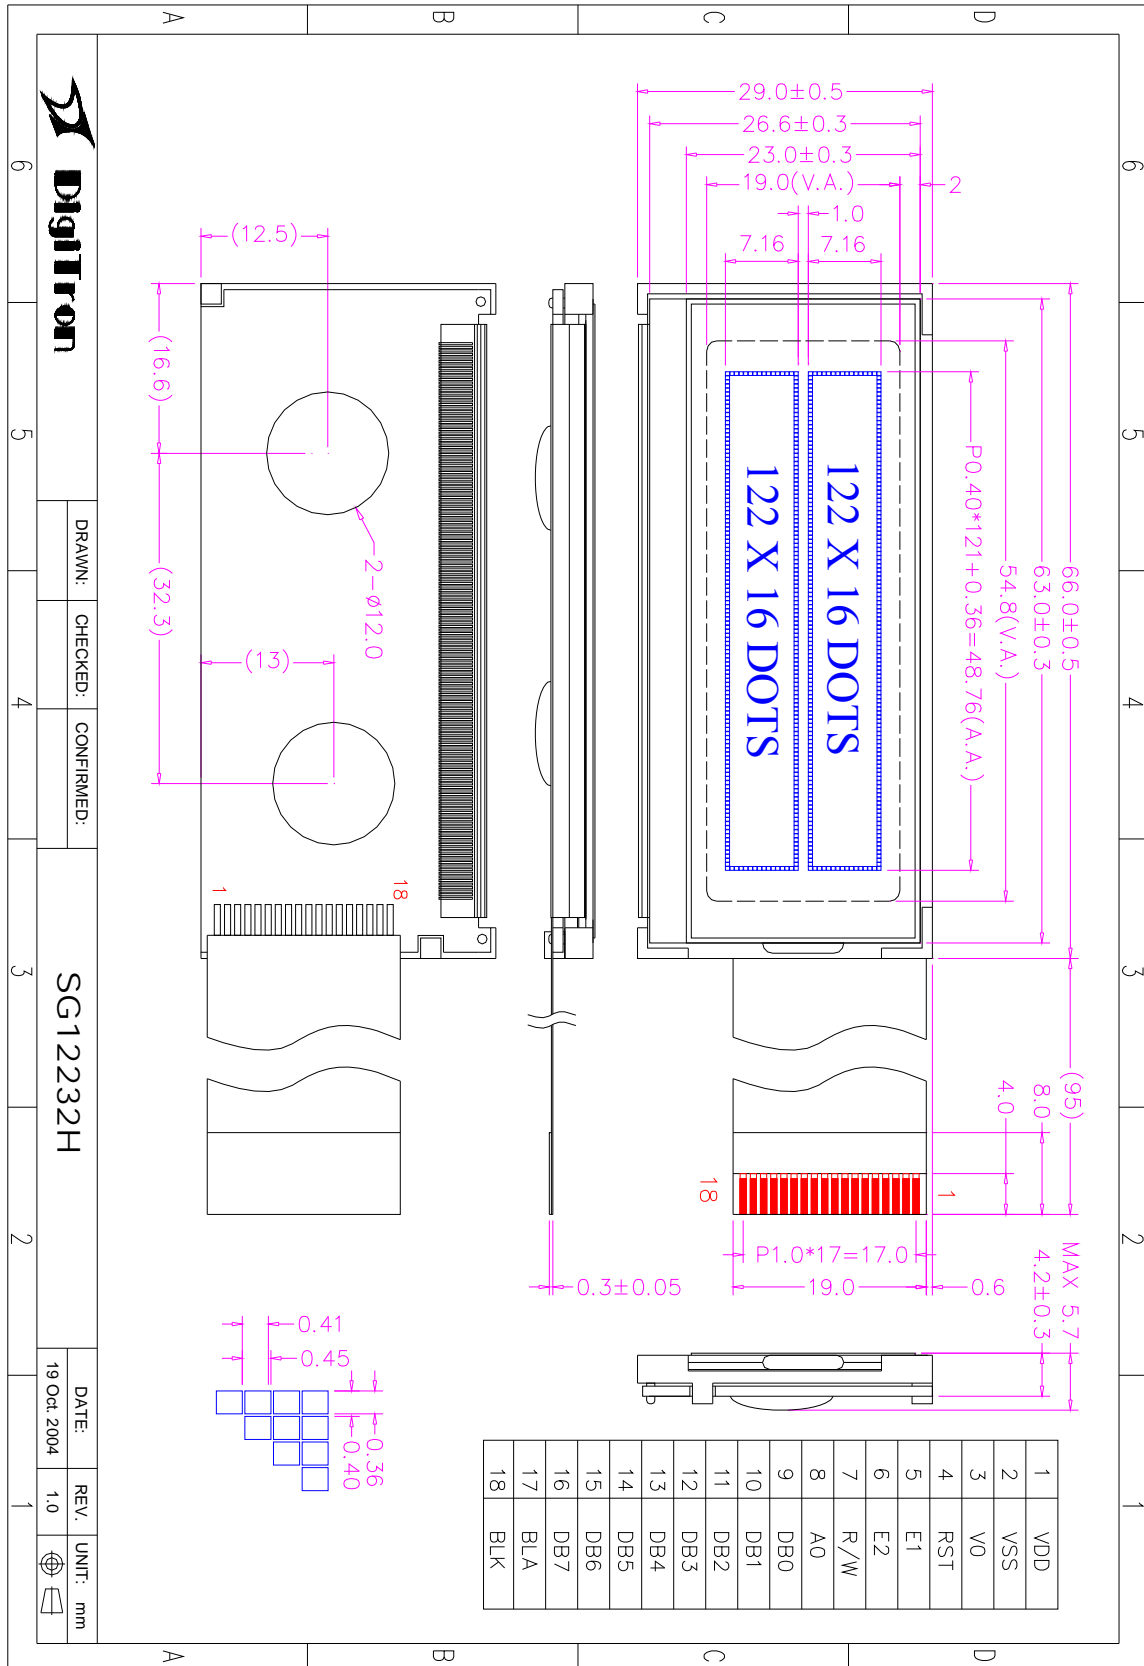 6 5 4 3 2 1
D
C
B
A
66.0±0.5
63.0±0.3
54.8(V.A.)
P0.40*121+0.36=48.76(A.A.)
(95)
8.0
4.0
MAX 5.7
4.2±0.3
29.0±0.5
26.6±0.3
23.0±0.3
19.0(V.A.)
2
1.0
7.16
7.16
122 X 16 DOTS
122 X 16 DOTS
1
18
P1.0*17=17.0
19.0
0.6
0.3±0.05
1 VDD
2 VSS
3 V0
4 RST
5 E1
6 E2
7 R/W
8 A0
9 DB0
10 DB1
11 DB2
12 DB3
13 DB4
14 DB5
15 DB6
16 DB7
17 BLA
18 BLK
(12.5)
(16.6)
(32.3)
(13)
2-ø12.0
18
1
0.41
0.45
0.36
0.40
DigiTron
DRAWN: CHECKED: CONFIRMED:
SG12232H
DATE: REV. UNIT: mm
19 Oct. 2004 1.0
6 5 4 3 2 1
D
C
B
A